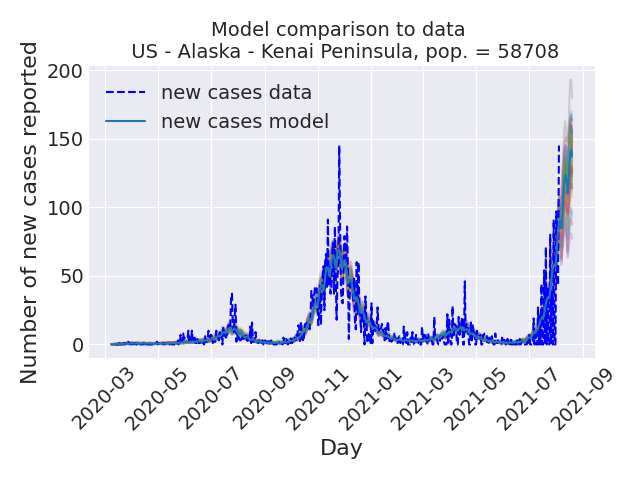 Model comparison to data
US - Alaska - Kenai Peninsula, pop. = 58708
Number of new cases reported
200
150
100
50
0
new cases data
new cases model
2020-03
2020-05
2020-07
2020-09
2020-11
2021-01
2021-03
2021-05
2021-07
2021-09
Day